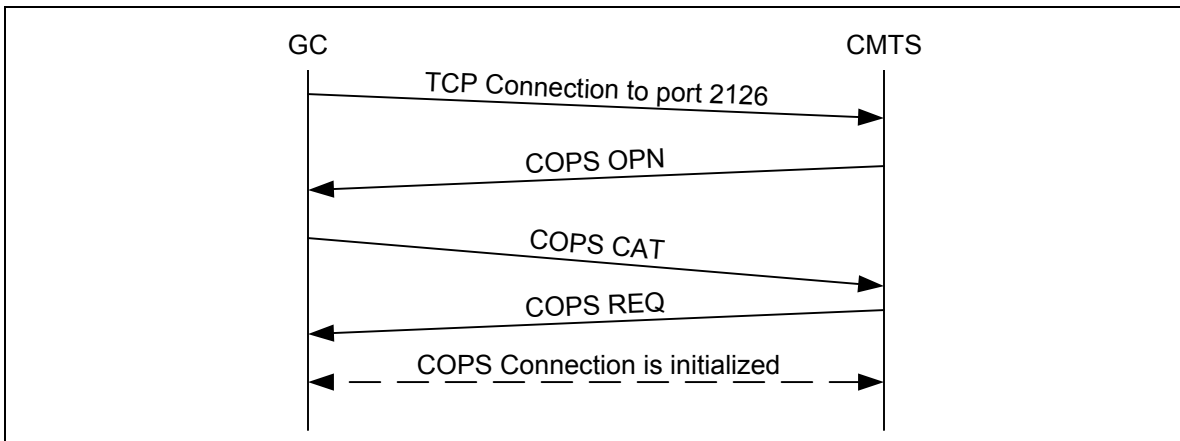 GC
CMTS
TCP Connection to port 2126
COPS OPN
COPS CAT
COPS REQ
COPS Connection is initialized